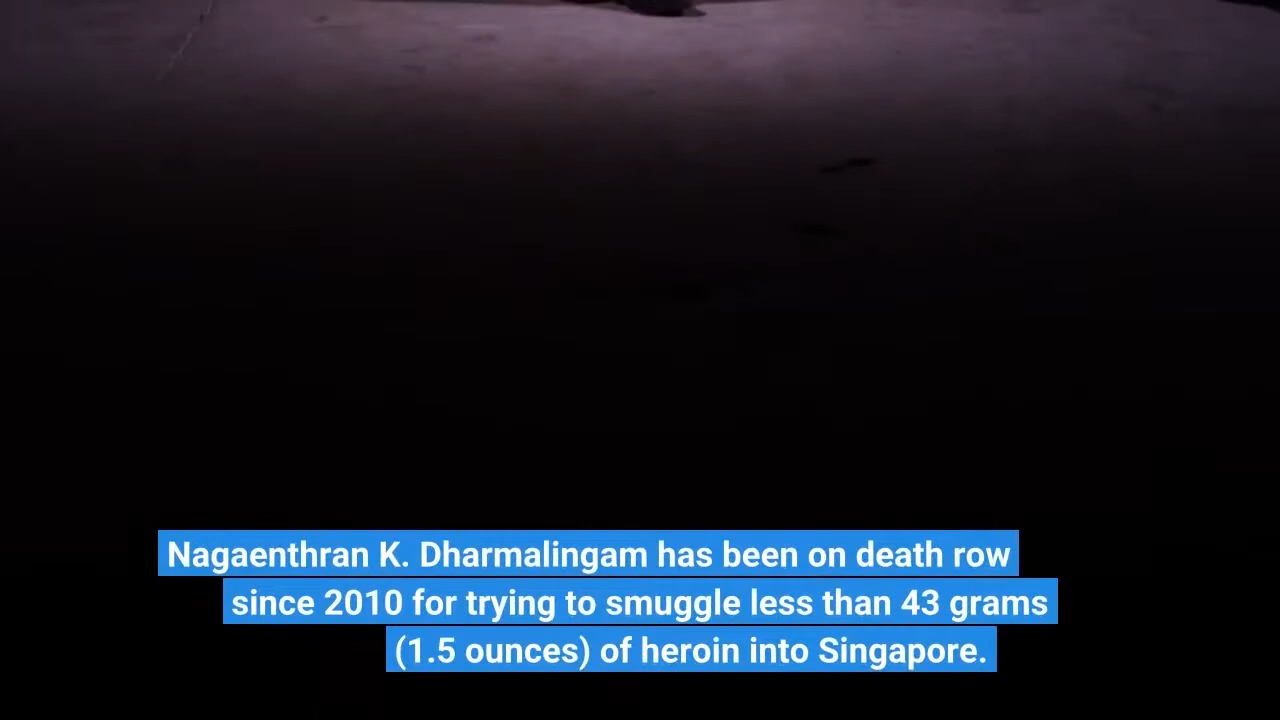 Nagaenthran K. Dharmalingam has been on death row
since 2010 for trying to smuggle less than 43 grams
(1.5 ounces) of heroin into Singapore.